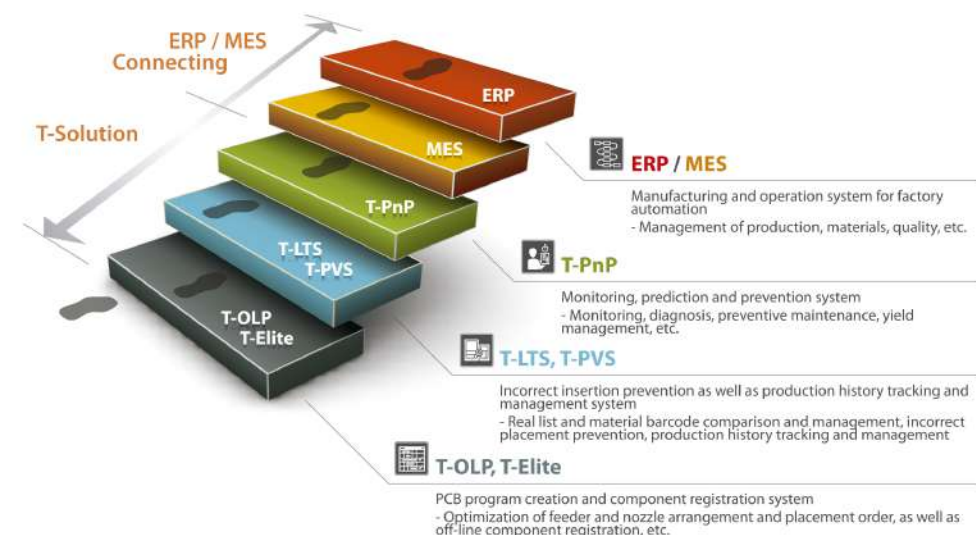 ERP / MES
Connecting
T-Solution
ERP
MES
T-PnP
T-LTS
T-PVS
T-OLP
T-Elite
ERP / MES
Manufacturing and operation system for factory
automation
- Management of production, materials, quality, etc.
T-PnP
Monitoring, prediction and prevention system
- Monitoring, diagnosis, preventive maintenance, yield
management, etc.
T-LTS, T-PVS
Incorrect insertion prevention as well as production history tracking and
management system
- Real list and material barcode comparison and management, incorrect
placement prevention, production history tracking and management
T-OLP, T-Elite
PCB program creation and component registration system
- Optimization of feeder and nozzle arrangement and placement order, as well as
off-line component registration, etc.